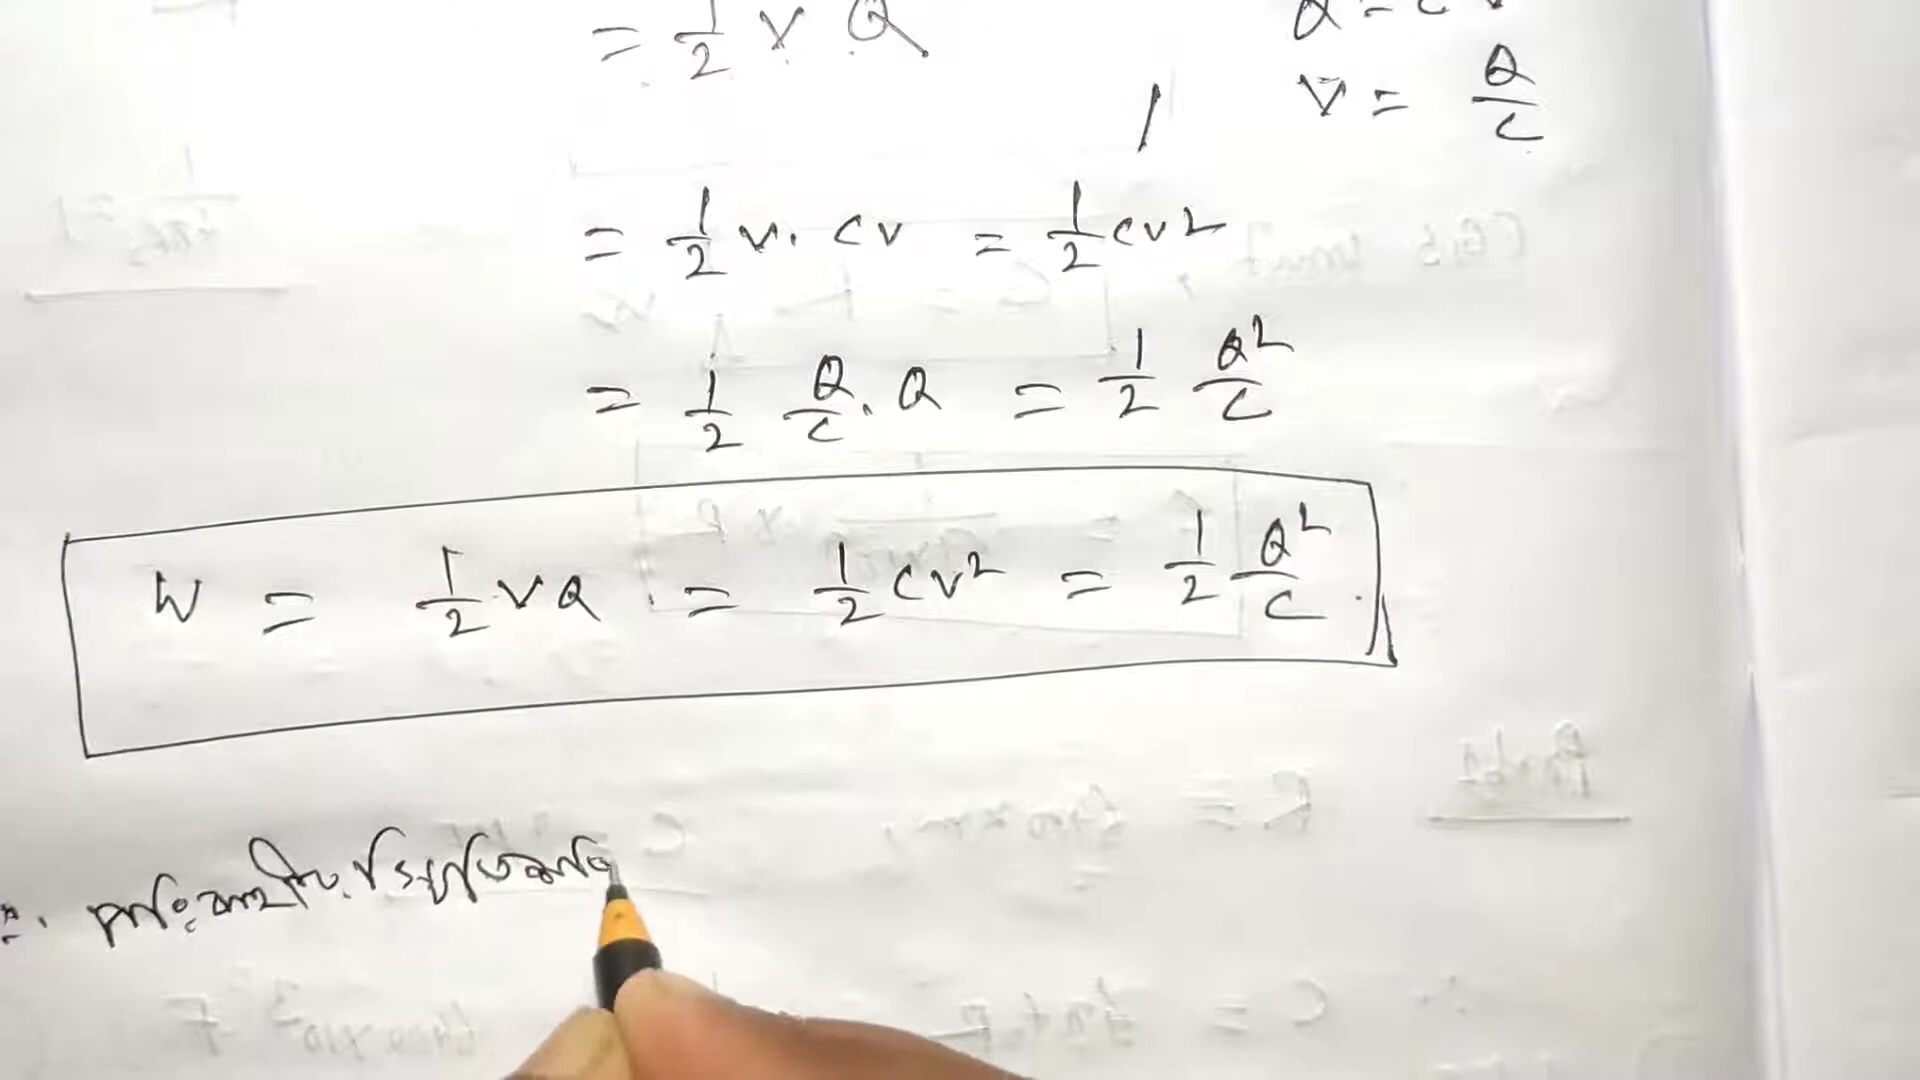 = 1/2 V Q
V = Q/C
= 1/2 V. CV = 1/2 CV²
= 1/2 Q/C . Q = 1/2 Q²/C
W = 1/2 VQ = 1/2 CV² = 1/2 Q²/C